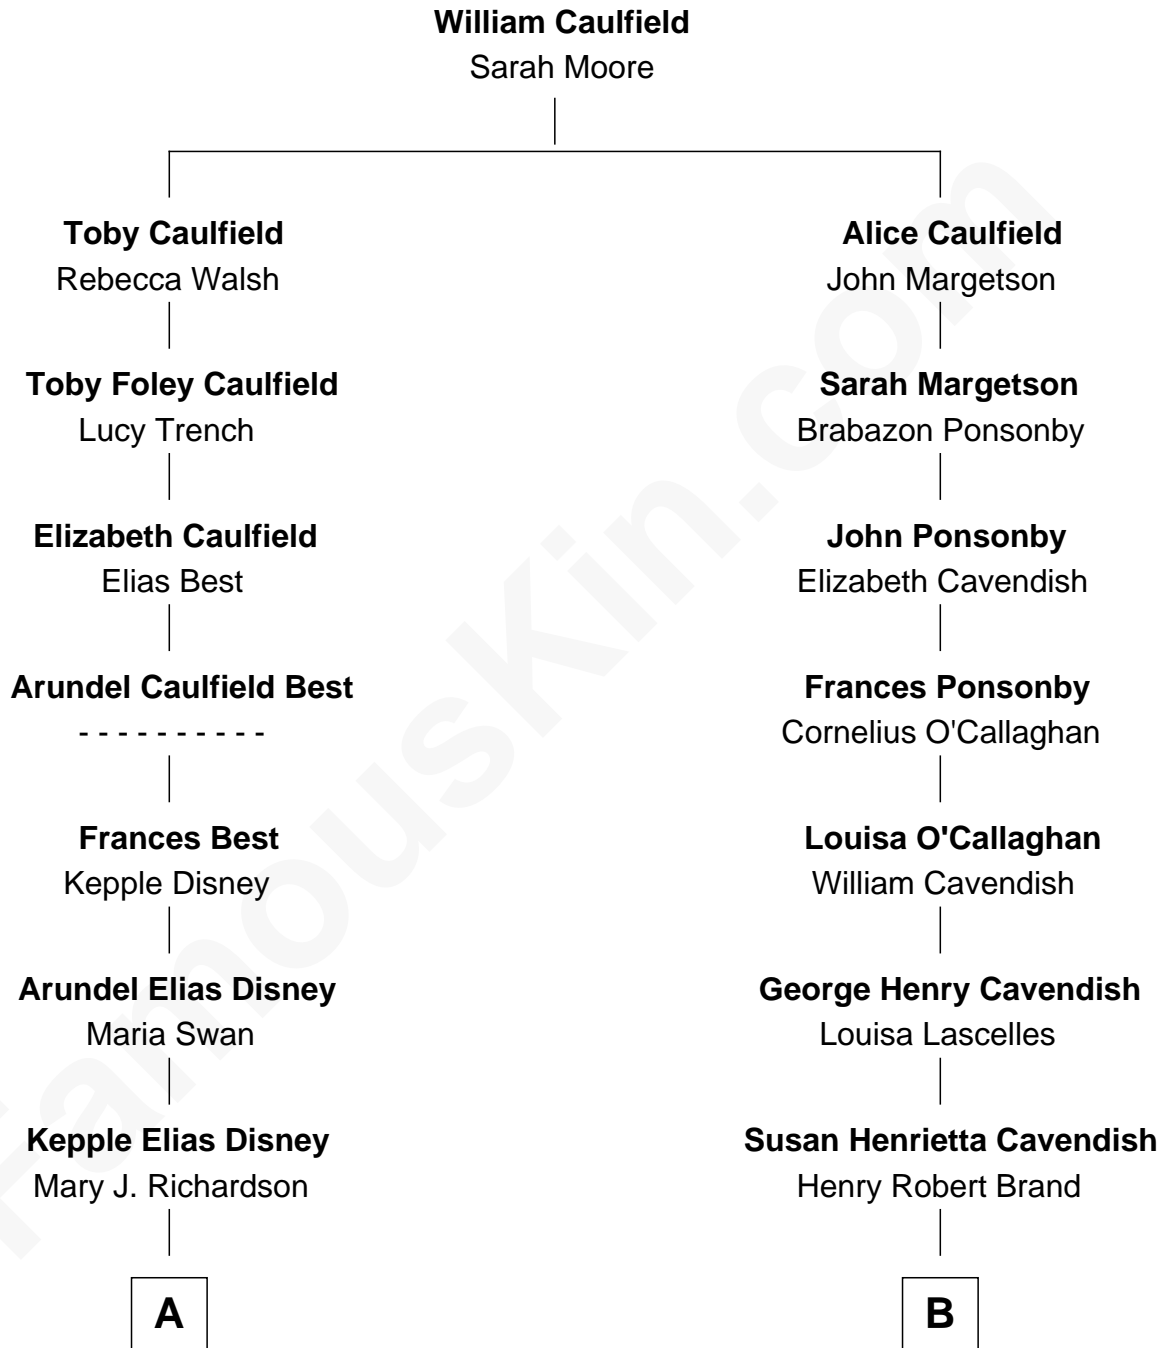 William Caulfield
Sarah Moore
Toby Caulfield
Rebecca Walsh
Alice Caulfield
John Margetson
Toby Foley Caulfield
Lucy Trench
Sarah Margetson
Brabazon Ponsonby
Elizabeth Caulfield
Elias Best
John Ponsonby
Elizabeth Cavendish
Arundel Caulfield Best
- - - - - - - - - -
Frances Ponsonby
Cornelius O'Callaghan
Frances Best
Kepple Disney
Louisa O'Callaghan
William Cavendish
Arundel Elias Disney
Maria Swan
George Henry Cavendish
Louisa Lascelles
Kepple Elias Disney
Mary J. Richardson
Susan Henrietta Cavendish
Henry Robert Brand
A
B
FamousKin.com